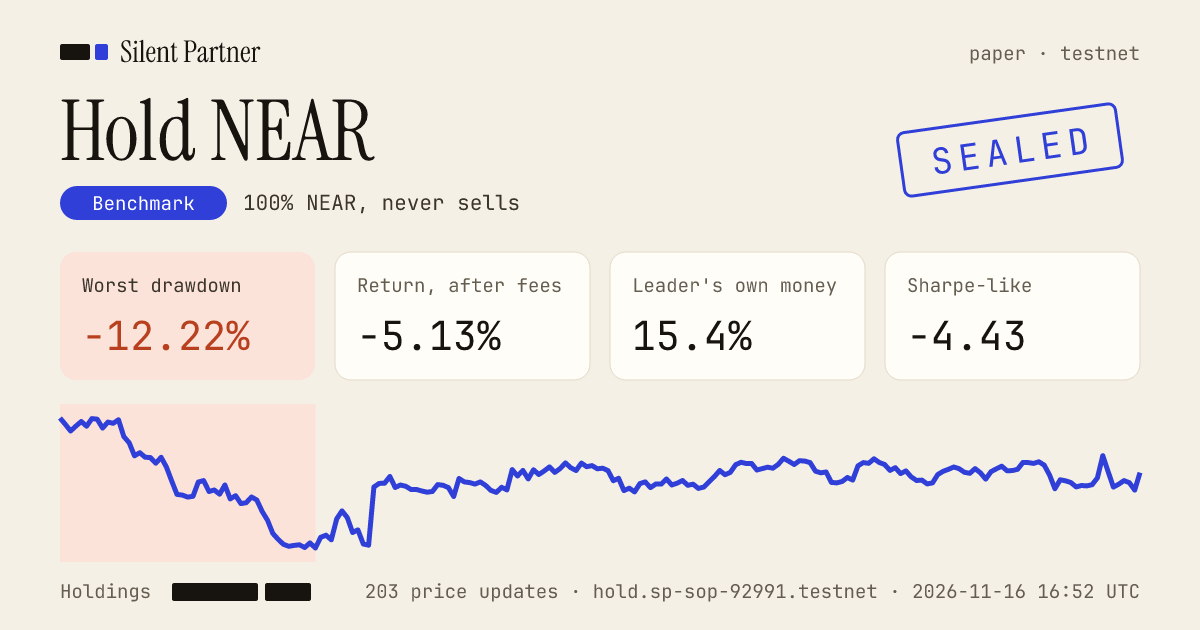 Silent Partner
paper · testnet
Hold NEAR
SEALED
Benchmark
100% NEAR, never sells
Worst drawdown
-12.22%
Return, after fees
-5.13%
Leader's own money
15.4%
Sharpe-like
-4.43
Holdings
203 price updates · hold.sp-sop-92991.testnet · 2026-11-16 16:52 UTC